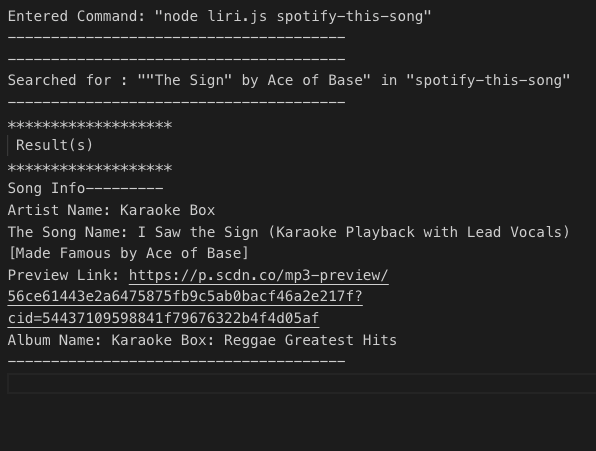 Entered Command: "node liri.js spotify-this-song"
---------------------------------------
---------------------------------------
Searched for : ""The Sign" by Ace of Base" in "spotify-this-song"
---------------------------------------
*******************
Result(s)
*******************
Song Info---------
Artist Name: Karaoke Box
The Song Name: I Saw the Sign (Karaoke Playback with Lead Vocals)
[Made Famous by Ace of Base]
Preview Link: https://p.scdn.co/mp3-preview/
56ce61443e2a6475875fb9c5ab0bacf46a2e217f?
cid=54437109598841f79676322b4f4d05af
Album Name: Karaoke Box: Reggae Greatest Hits
---------------------------------------